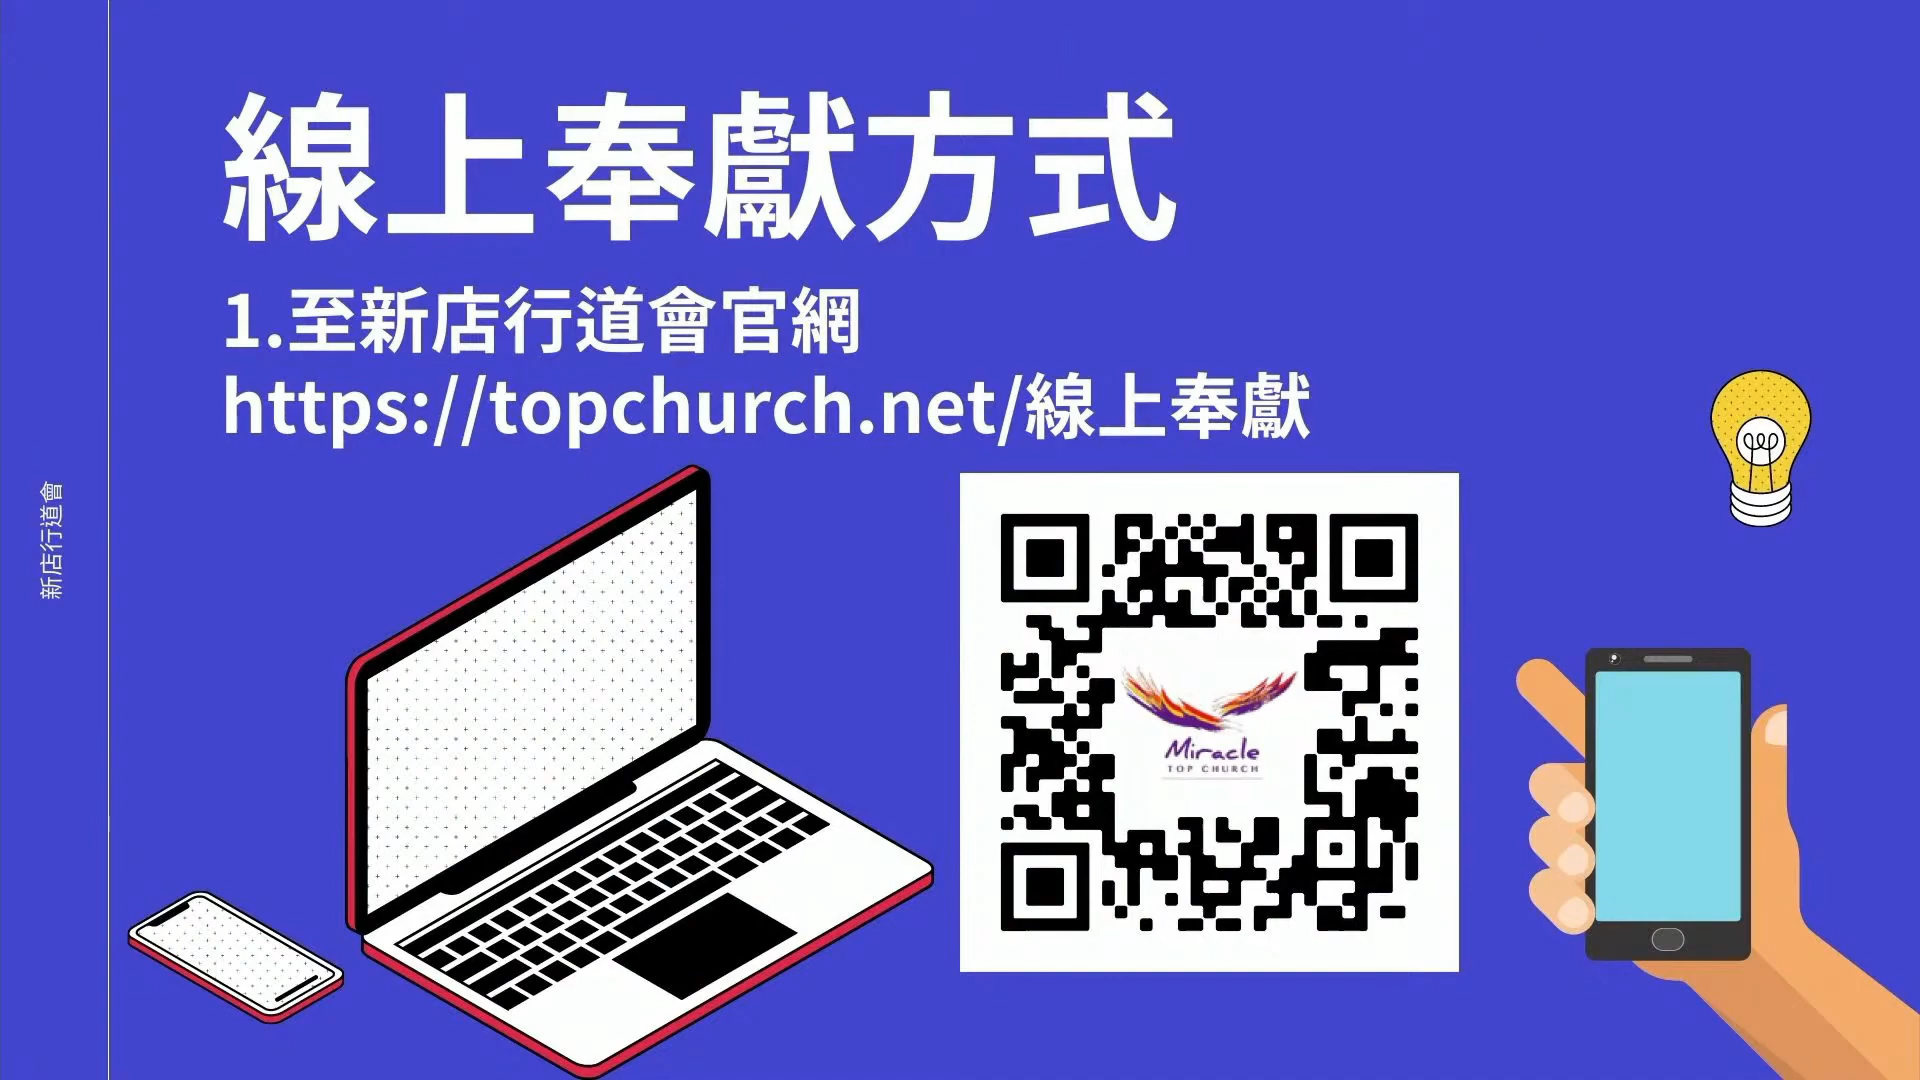 線上奉獻方式
1.至新店行道會官網
https://topchurch.net/線上奉獻
新店行道會
Miracle
TOP CHURCH